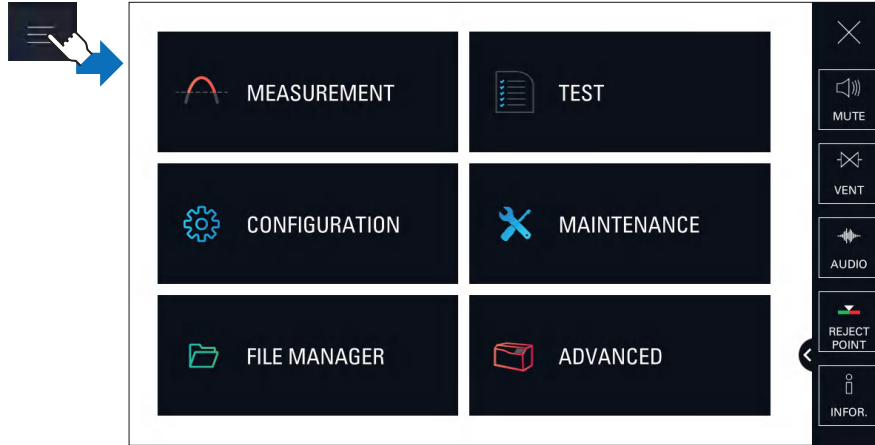 MEASUREMENT
TEST
CONFIGURATION
MAINTENANCE
FILE MANAGER
ADVANCED
MUTE
VENT
AUDIO
REJECT
POINT
INFOR.